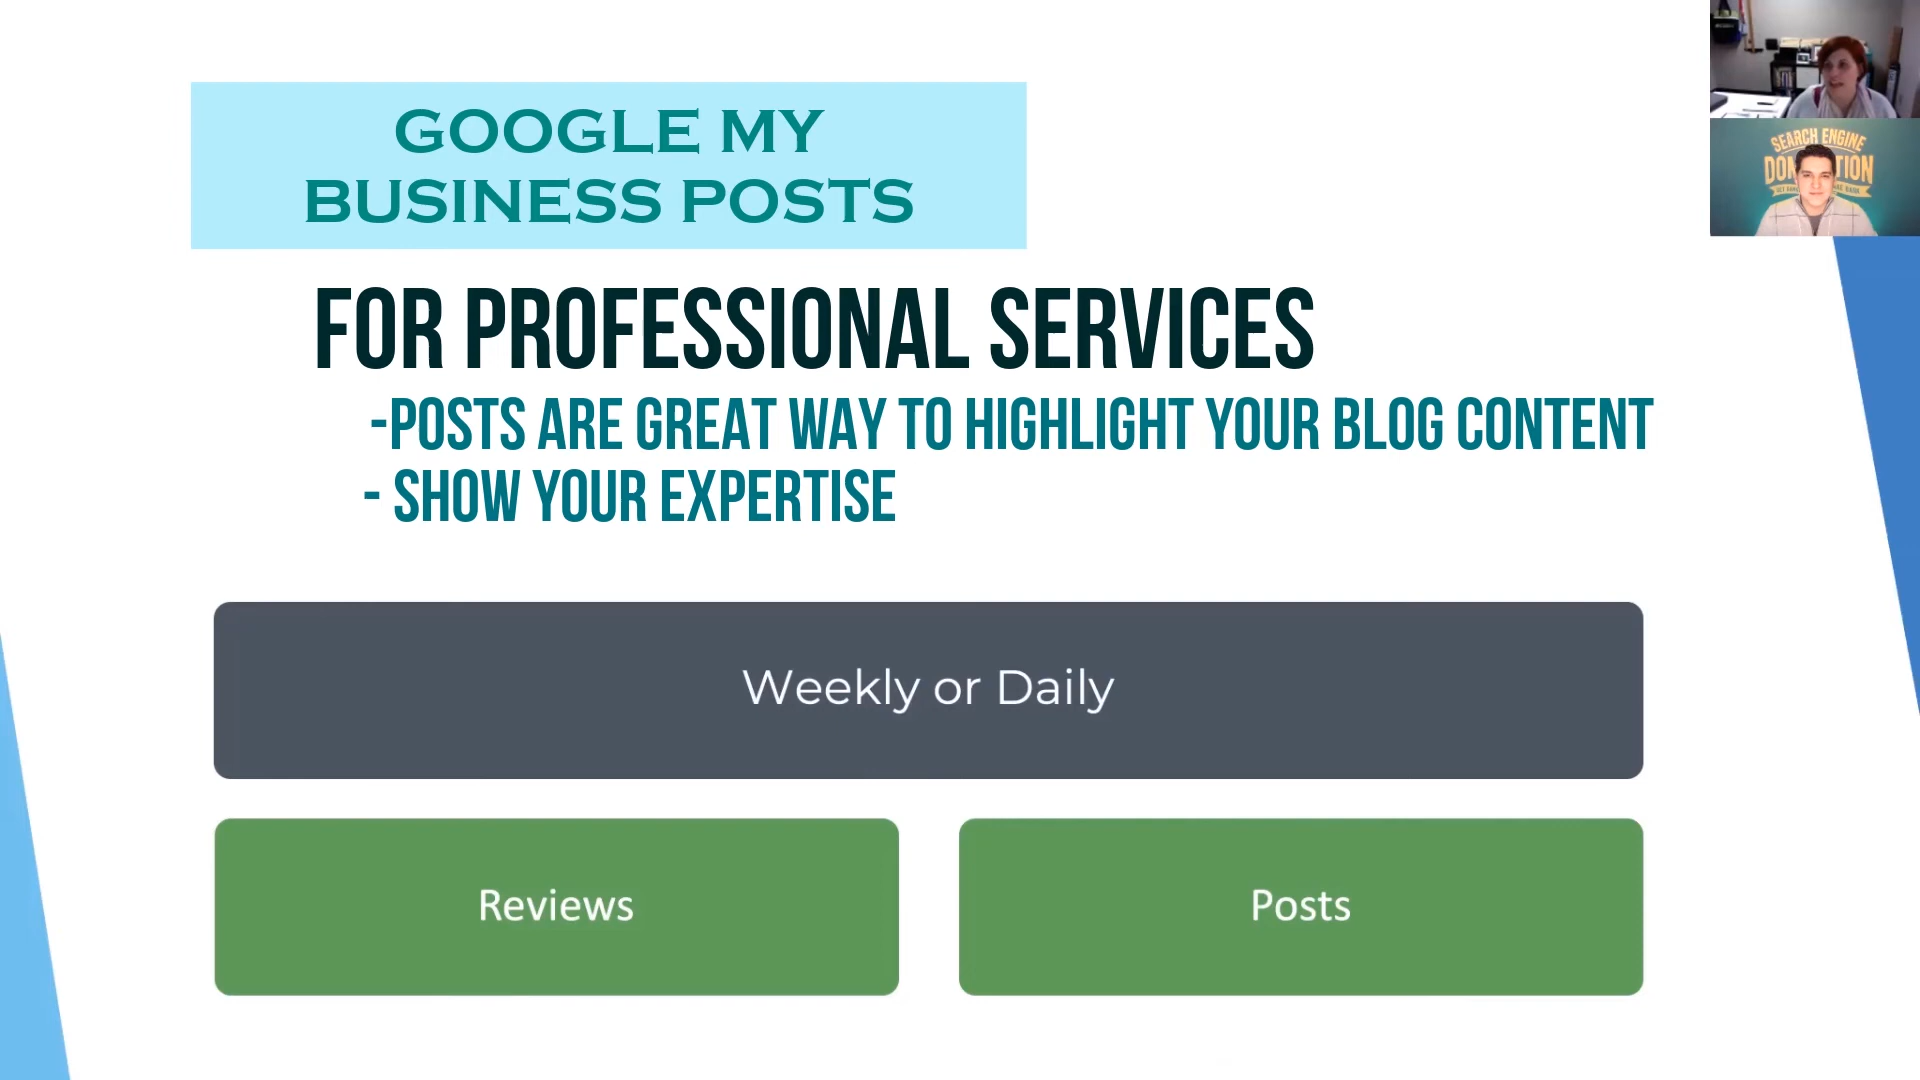 GOOGLE MY
BUSINESS POSTS
FOR PROFESSIONAL SERVICES
-POSTS ARE GREAT WAY TO HIGHLIGHT YOUR BLOG CONTENT
- SHOW YOUR EXPERTISE
Weekly or Daily
Reviews
Posts
SEARCH ENGINE